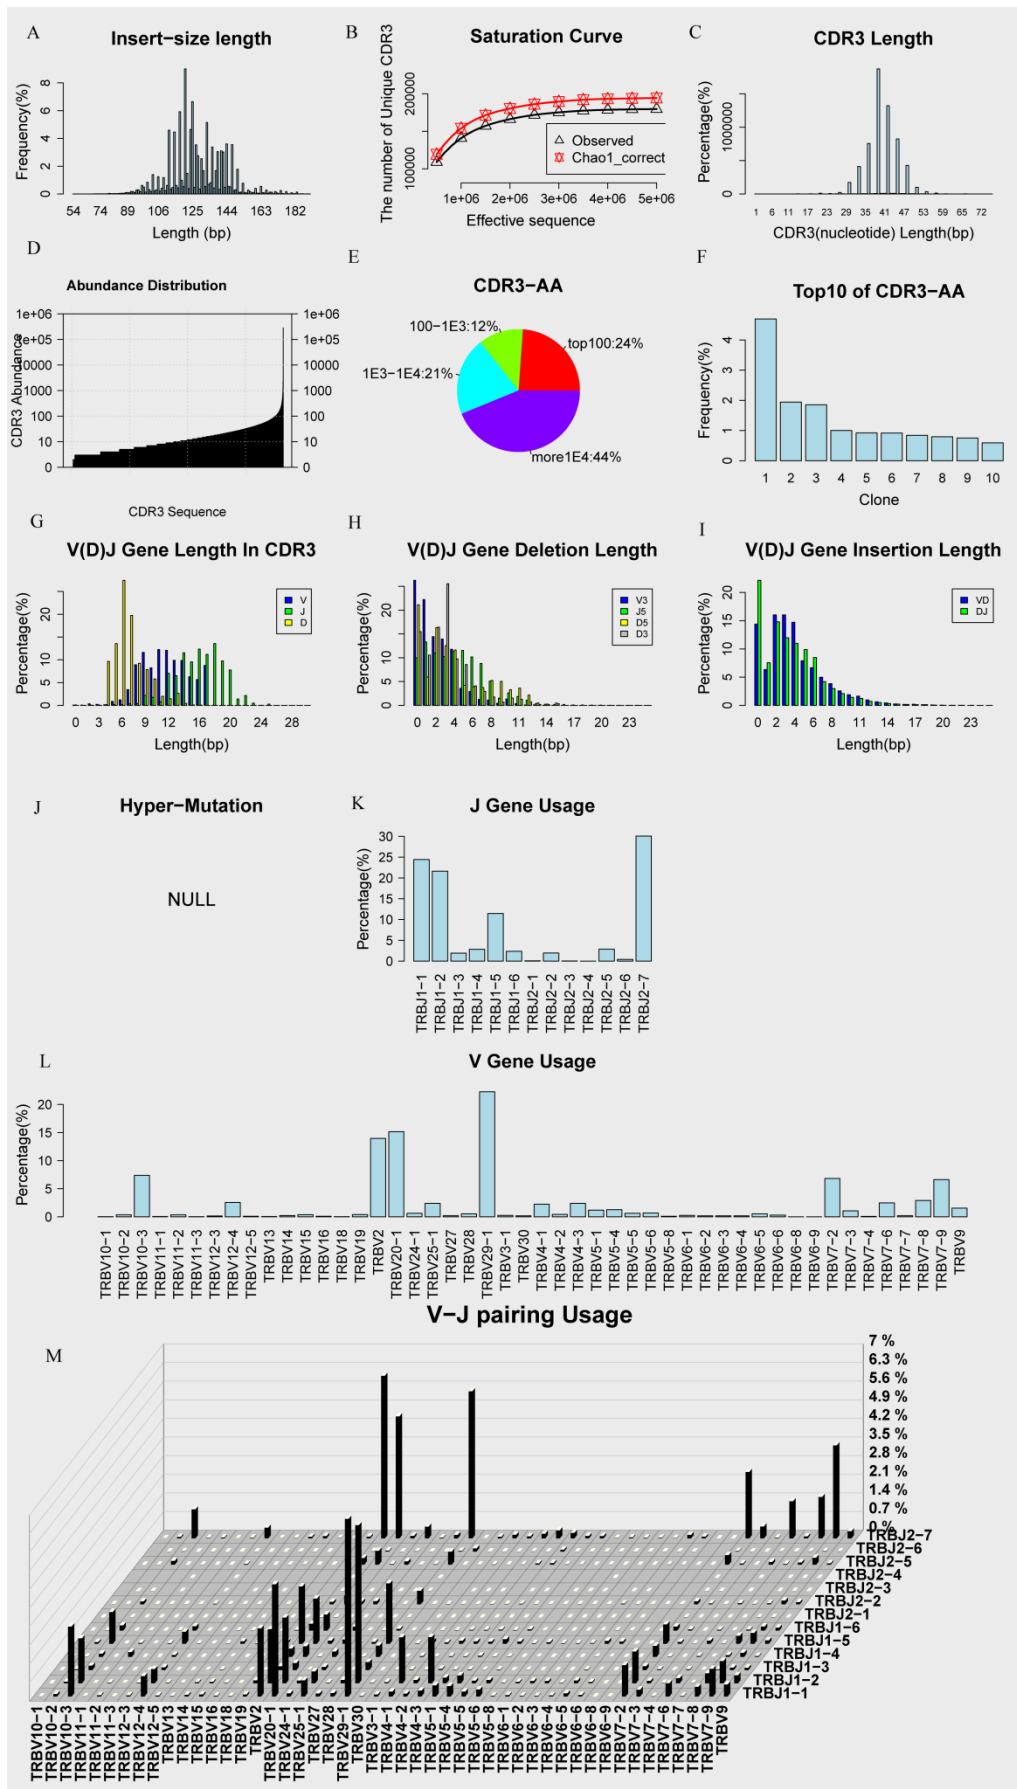 A
Insert−size length
Frequency(%)
8
6
4
2
0
54 74 89 106 125 144 163 182
Length (bp)
B
Saturation Curve
The number of Unique CDR3
200000
100000
Observed
Chao1_correct
1e+06 2e+06 3e+06 4e+06 5e+06
Effective sequence
C
CDR3 Length
Percentage(%)
1000000
0
1 6 11 17 23 29 35 41 47 53 59 65 72
CDR3(nucleotide) Length(bp)
D
Abundance Distribution
CDR3 Abundance
1e+06 1e+06
1e+05 1e+05
10000 10000
1000 1000
100 100
10 10
0 0
CDR3 Sequence
E
CDR3−AA
100−1E3:12%
top100:24%
1E3−1E4:21%
more1E4:44%
F
Top10 of CDR3−AA
Frequency(%)
4
3
2
1
0
1 2 3 4 5 6 7 8 9 10
Clone
G
V(D)J Gene Length In CDR3
Percentage(%)
20
10
5
0
V
J
D
0 3 6 9 12 16 20 24 28
Length(bp)
H
V(D)J Gene Deletion Length
Percentage(%)
20
15
10
5
0
V3
J5
D5
D3
0 2 4 6 8 11 14 17 20 23
Length(bp)
I
V(D)J Gene Insertion Length
Percentage(%)
20
15
10
5
0
VD
DJ
0 2 4 6 8 11 14 17 20 23
Length(bp)
J
Hyper−Mutation
NULL
K
J Gene Usage
Percentage(%)
30
25
20
15
10
5
0
TRBJ1−1
TRBJ1−2
TRBJ1−3
TRBJ1−4
TRBJ1−5
TRBJ1−6
TRBJ2−1
TRBJ2−2
TRBJ2−3
TRBJ2−4
TRBJ2−5
TRBJ2−6
TRBJ2−7
L
V Gene Usage
Percentage(%)
20
15
10
5
0
TRBV10−1
TRBV10−2
TRBV10−3
TRBV11−1
TRBV11−2
TRBV11−3
TRBV12−3
TRBV12−4
TRBV12−5
TRBV13
TRBV14
TRBV15
TRBV16
TRBV18
TRBV19
TRBV2
TRBV20−1
TRBV24−1
TRBV25−1
TRBV27
TRBV28
TRBV29−1
TRBV3−1
TRBV30
TRBV4−1
TRBV4−2
TRBV4−3
TRBV5−1
TRBV5−4
TRBV5−5
TRBV5−6
TRBV5−8
TRBV6−1
TRBV6−2
TRBV6−3
TRBV6−4
TRBV6−5
TRBV6−6
TRBV6−8
TRBV6−9
TRBV7−2
TRBV7−3
TRBV7−4
TRBV7−6
TRBV7−7
TRBV7−8
TRBV7−9
TRBV9
V−J pairing Usage
M
7 %
6.3 %
5.6 %
4.9 %
4.2 %
3.5 %
2.8 %
2.1 %
1.4 %
0.7 %
0 %
TRBJ2−7
TRBJ2−6
TRBJ2−5
TRBJ2−4
TRBJ2−3
TRBJ2−2
TRBJ2−1
TRBJ1−6
TRBJ1−5
TRBJ1−4
TRBJ1−3
TRBJ1−2
TRBJ1−1
TRBV10−1
TRBV10−2
TRBV10−3
TRBV11−1
TRBV11−2
TRBV11−3
TRBV12−3
TRBV12−4
TRBV12−5
TRBV13
TRBV14
TRBV15
TRBV16
TRBV18
TRBV19
TRBV2
TRBV20−1
TRBV24−1
TRBV25−1
TRBV27
TRBV28
TRBV29−1
TRBV30
TRBV3−1
TRBV4−1
TRBV4−2
TRBV4−3
TRBV5−1
TRBV5−4
TRBV5−5
TRBV5−6
TRBV5−8
TRBV6−1
TRBV6−2
TRBV6−3
TRBV6−4
TRBV6−5
TRBV6−6
TRBV6−8
TRBV6−9
TRBV7−2
TRBV7−3
TRBV7−4
TRBV7−6
TRBV7−7
TRBV7−8
TRBV7−9
TRBV9